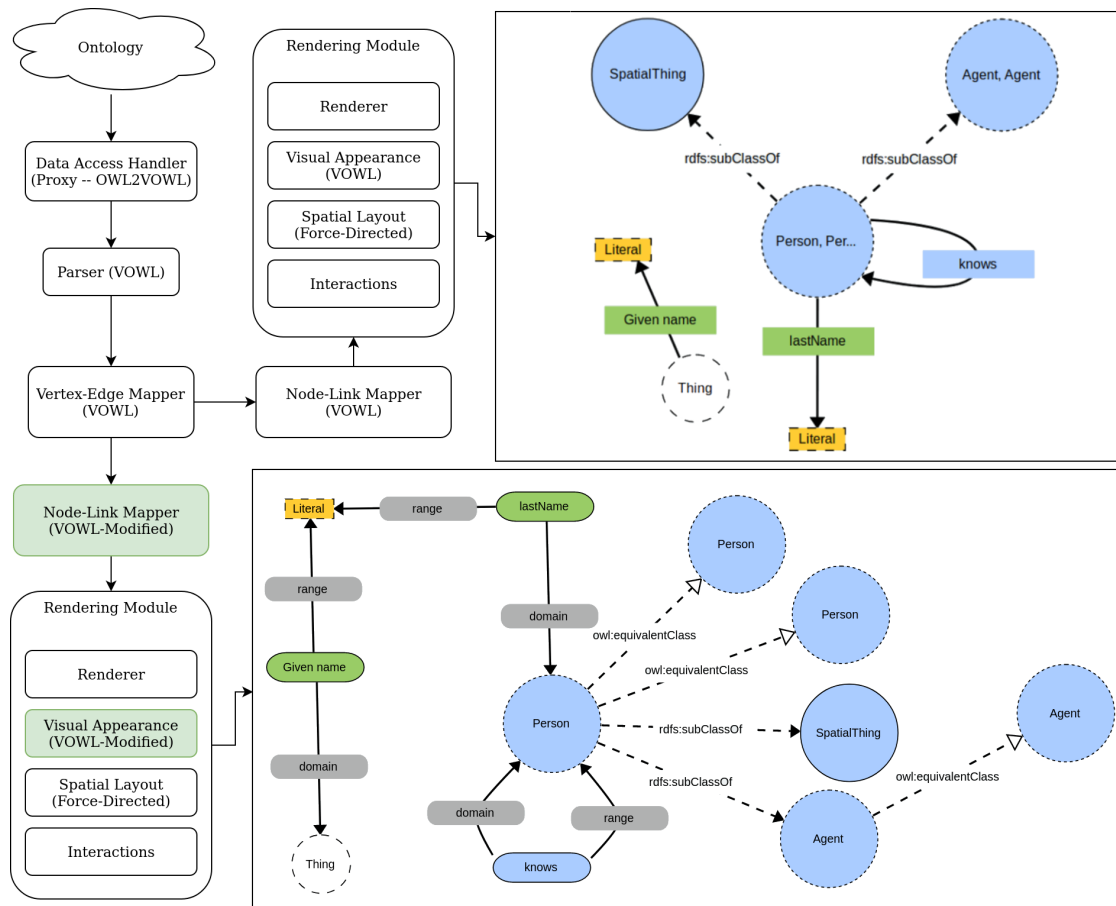 Ontology
Data Access Handler
(Proxy -- OWL2VOWL)
Parser (VOWL)
Vertex-Edge Mapper
(VOWL)
Node-Link Mapper
(VOWL)
Rendering Module
Renderer
Visual Appearance
(VOWL)
Spatial Layout
(Force-Directed)
Interactions
SpatialThing
Agent, Agent
rdfs:subClassOf
rdfs:subClassOf
Person, Per...
knows
Literal
Given name
Thing
lastName
Literal
Node-Link Mapper
(VOWL-Modified)
Rendering Module
Renderer
Visual Appearance
(VOWL-Modified)
Spatial Layout
(Force-Directed)
Interactions
Literal
range
lastName
range
domain
Given name
domain
Thing
Person
Person
owl:equivalentClass
owl:equivalentClass
Person
rdfs:subClassOf
SpatialThing
rdfs:subClassOf
Agent
owl:equivalentClass
Agent
domain
range
knows